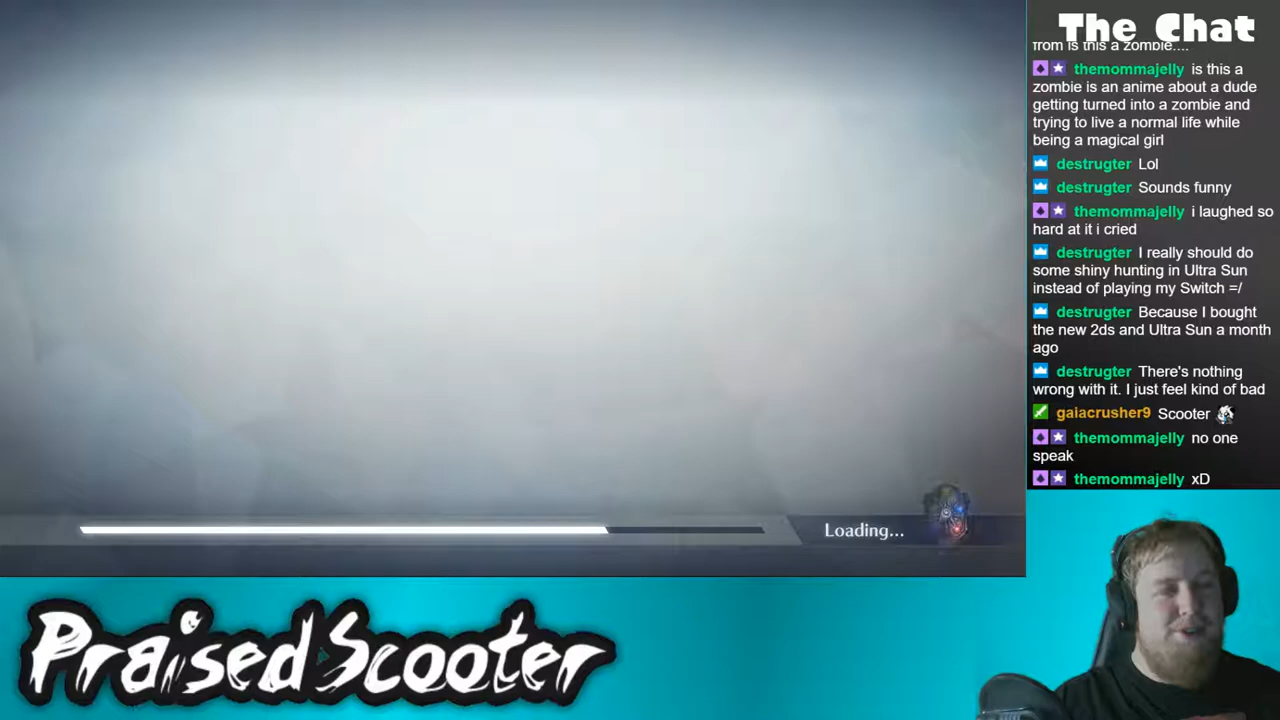 The Chat
from is this a zombie....
themommajelly is this a
zombie is an anime about a dude
getting turned into a zombie and
trying to live a normal life while
being a magical girl
destrugter Lol
destrugter Sounds funny
themommajelly i laughed so
hard at it i cried
destrugter I really should do
some shiny hunting in Ultra Sun
instead of playing my Switch =/
destrugter Because I bought
the new 2ds and Ultra Sun a month
ago
destrugter There's nothing
wrong with it. I just feel kind of bad
gaiacrusher9 Scooter
themommajelly no one
speak
themommajelly xD
Loading...
PraisedScooter